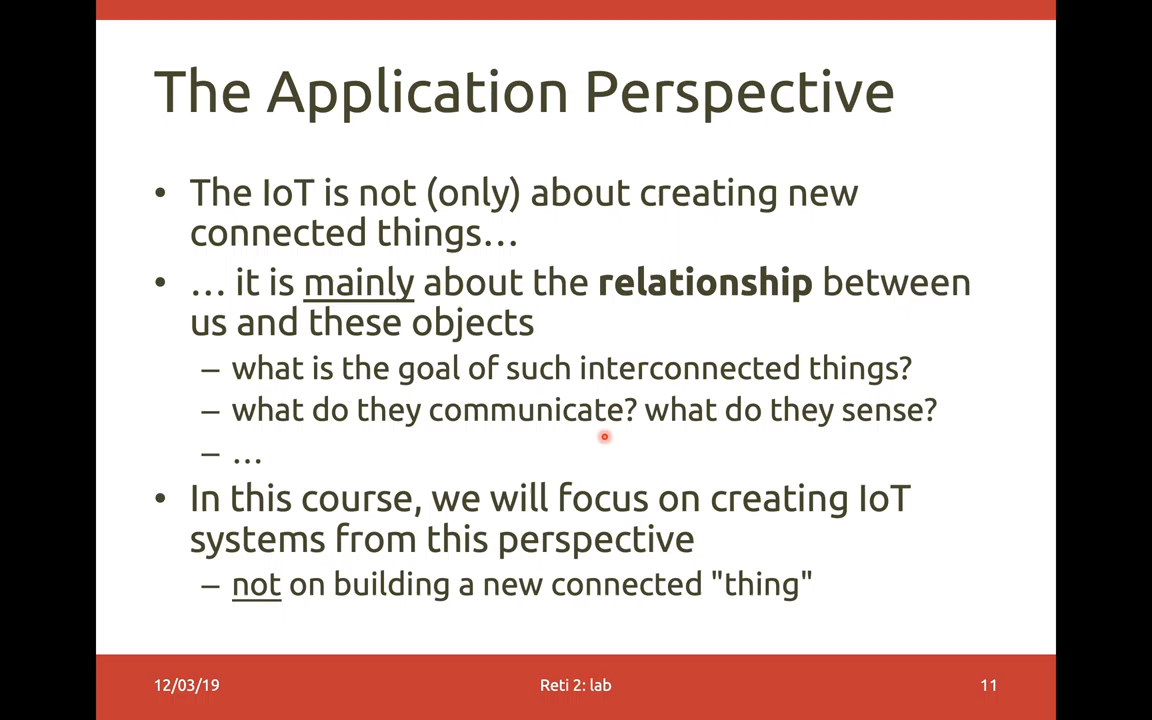 The Application Perspective
• The IoT is not (only) about creating new
connected things…
• … it is mainly about the relationship between
us and these objects
– what is the goal of such interconnected things?
– what do they communicate? what do they sense?
– …
• In this course, we will focus on creating IoT
systems from this perspective
– not on building a new connected "thing"
12/03/19
Reti 2: lab
11